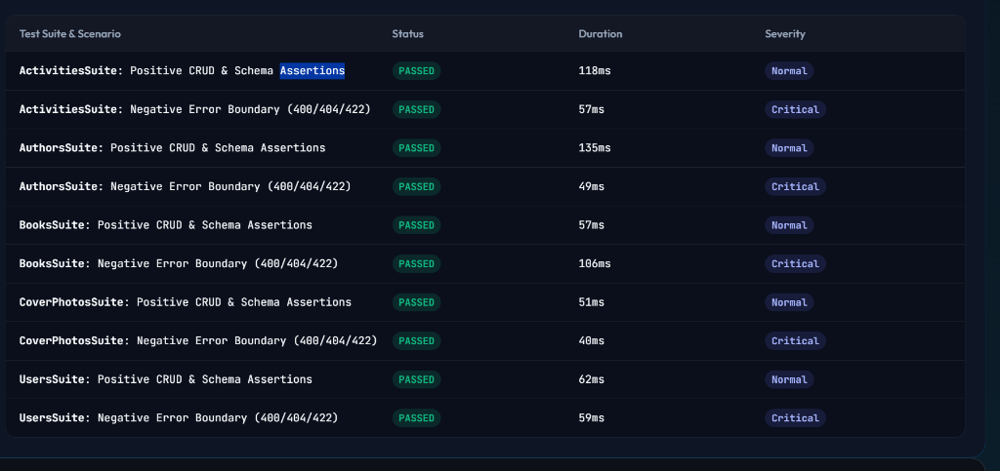 Test Suite & Scenario Status Duration Severity
ActivitiesSuite: Positive CRUD & Schema Assertions PASSED 118ms Normal
ActivitiesSuite: Negative Error Boundary (400/404/422) PASSED 57ms Critical
AuthorsSuite: Positive CRUD & Schema Assertions PASSED 135ms Normal
AuthorsSuite: Negative Error Boundary (400/404/422) PASSED 49ms Critical
BooksSuite: Positive CRUD & Schema Assertions PASSED 57ms Normal
BooksSuite: Negative Error Boundary (400/404/422) PASSED 106ms Critical
CoverPhotosSuite: Positive CRUD & Schema Assertions PASSED 51ms Normal
CoverPhotosSuite: Negative Error Boundary (400/404/422) PASSED 40ms Critical
UsersSuite: Positive CRUD & Schema Assertions PASSED 62ms Normal
UsersSuite: Negative Error Boundary (400/404/422) PASSED 59ms Critical